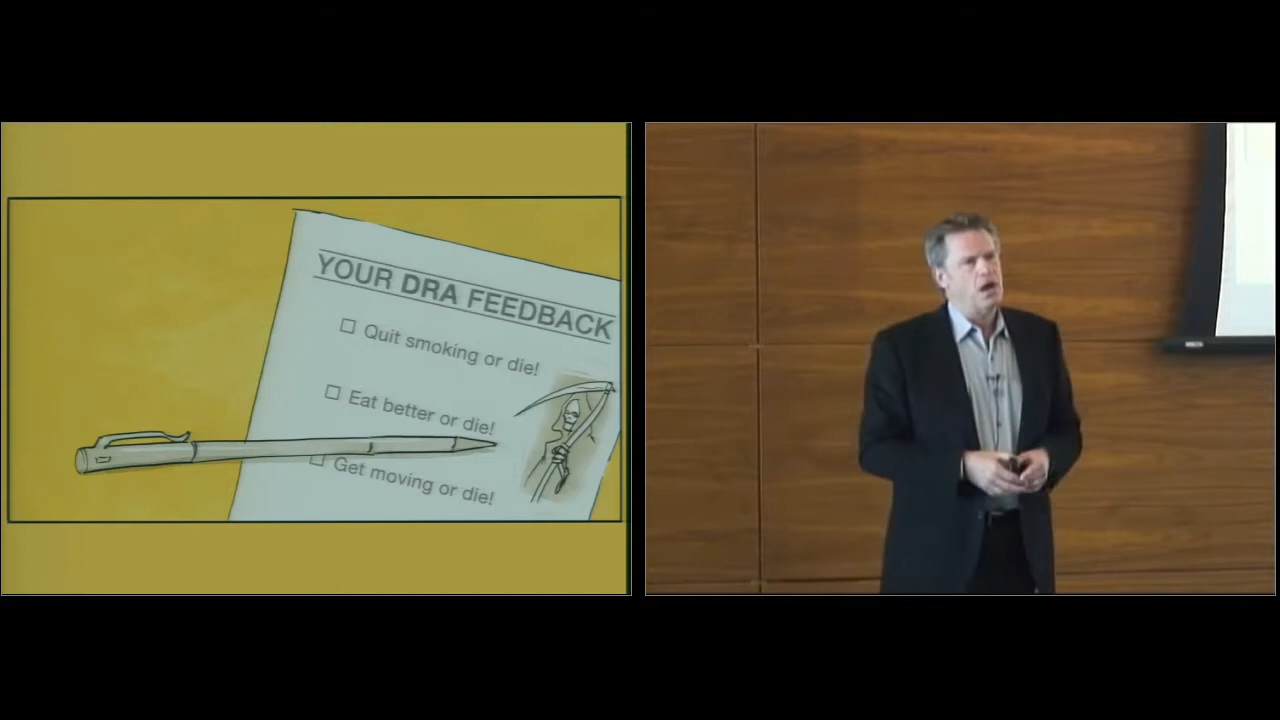 YOUR DRA FEEDBACK
Quit smoking or die!
Eat better or die!
Get moving or die!